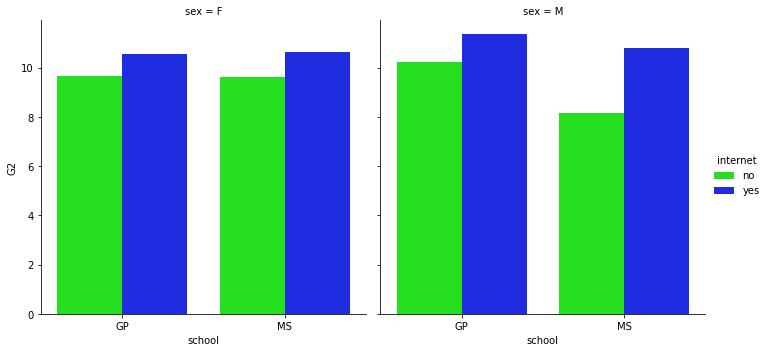 sex = F
sex = M
G2
10
8
6
4
2
0
GP
MS
school
GP
MS
school
internet
no
yes